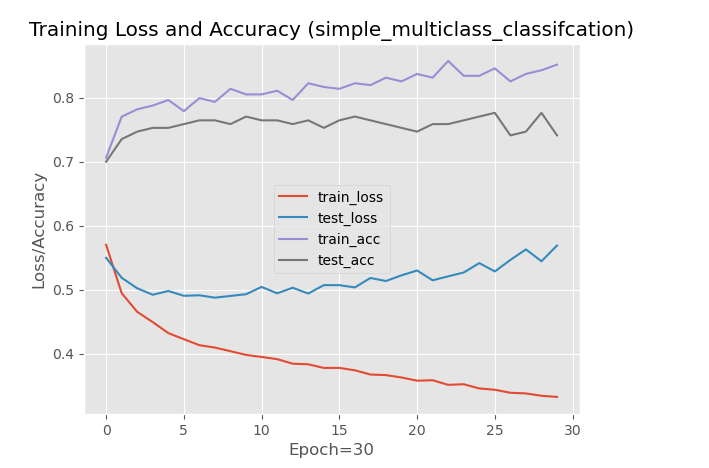 Training Loss and Accuracy (simple_multiclass_classifcation)
0.8
0.7
0.6
0.5
0.4
Loss/Accuracy
train_loss
test_loss
train_acc
test_acc
0 5 10 15 20 25 30
Epoch=30